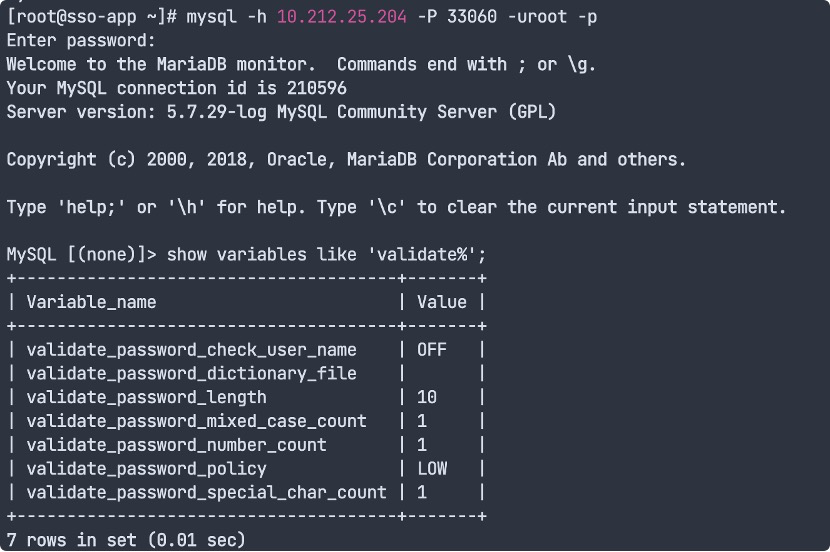 [root@sso-app ~]# mysql -h 10.212.25.204 -P 33060 -uroot -p
Enter password:
Welcome to the MariaDB monitor.  Commands end with ; or \g.
Your MySQL connection id is 210596
Server version: 5.7.29-log MySQL Community Server (GPL)

Copyright (c) 2000, 2018, Oracle, MariaDB Corporation Ab and others.

Type 'help;' or '\h' for help. Type '\c' to clear the current input statement.

MySQL [(none)]> show variables like 'validate%';
+--------------------------------------+-------+
| Variable_name                        | Value |
+--------------------------------------+-------+
| validate_password_check_user_name    | OFF   |
| validate_password_dictionary_file    |       |
| validate_password_length             | 10    |
| validate_password_mixed_case_count   | 1     |
| validate_password_number_count       | 1     |
| validate_password_policy             | LOW   |
| validate_password_special_char_count | 1     |
+--------------------------------------+-------+
7 rows in set (0.01 sec)